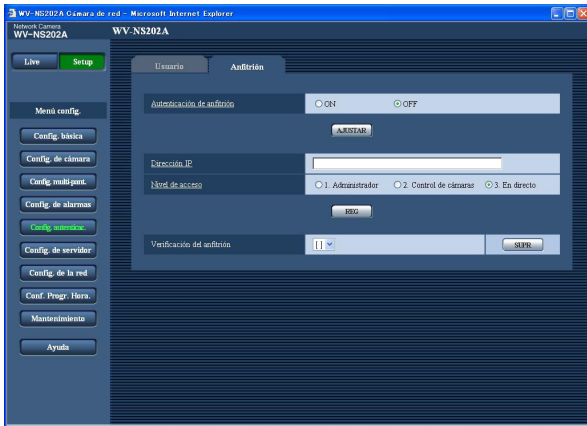 WV-NS202A Cámara de red - Microsoft Internet Explorer
Network Camera
WV-NS202A
WV-NS202A
Live
Setup
Usuario
Anfitrión
Menú config.
Autenticación de anfitrión
ON
OFF
AJUSTAR
Config. básica
Config. de cámara
Config. multi-pant.
Config. de alarmas
Config. autentic.
Config. de servidor
Config. de la red
Conf. Progr. Hora.
Mantenimiento
Ayuda
Dirección IP
Nivel de acceso
1. Administrador
2. Control de cámaras
3. En directo
REG
Verificación del anfitrión
[ ]
SUPR